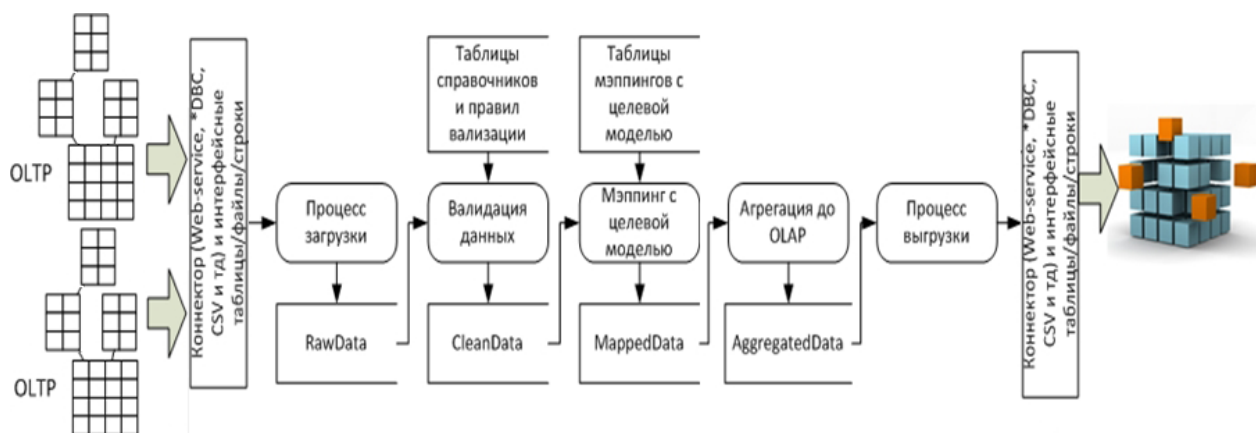 OLTP
OLTP
Коннектор (Web-service, *DBC,
CSV и тд) и интерфейсные
таблицы/файлы/строки
Процесс
загрузки
RawData
Таблицы
справочников
и правил
вализации
Валидация
данных
CleanData
Таблицы
мэппингов с
целевой
моделью
Мэппинг с
целевой
моделью
MappedData
Агрегация до
OLAP
AggregatedData
Процесс
выгрузки
Коннектор (Web-service, *DBC,
CSV и тд) и интерфейсные
таблицы/файлы/строки